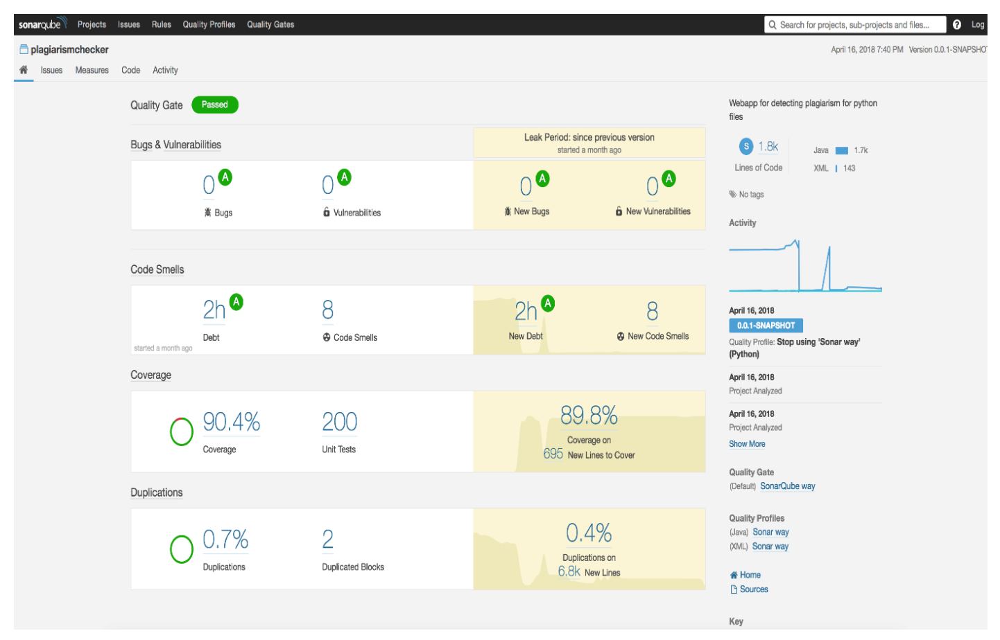 sonarqube Projects Issues Rules Quality Profiles Quality Gates Search for projects, sub-projects and files... ? Log
plagiarismchecker April 16, 2018 7:40 PM Version 0.0.1-SNAPSHOT
Issues Measures Code Activity
Quality Gate Passed
Bugs & Vulnerabilities
Leak Period: since previous version
started a month ago
0 A 0 A 0 A 0 A
Bugs Vulnerabilities New Bugs New Vulnerabilities
Code Smells
2h A 8 2h A 8
Debt Code Smells New Debt New Code Smells
started a month ago
Coverage
90.4% 200 89.8%
Coverage Unit Tests Coverage on
695 New Lines to Cover
Duplications
0.7% 2 0.4%
Duplications Duplicated Blocks Duplications on
6.8k New Lines
Webapp for detecting plagiarism for python
files
S 1.8k Java 1.7k
Lines of Code XML 143
No tags
Activity
April 16, 2018
0.0.1-SNAPSHOT
Quality Profile: Stop using 'Sonar way'
(Python)
April 16, 2018
Project Analyzed
April 16, 2018
Project Analyzed
Show More
Quality Gate
(Default) SonarQube way
Quality Profiles
(Java) Sonar way
(XML) Sonar way
Home
Sources
Key